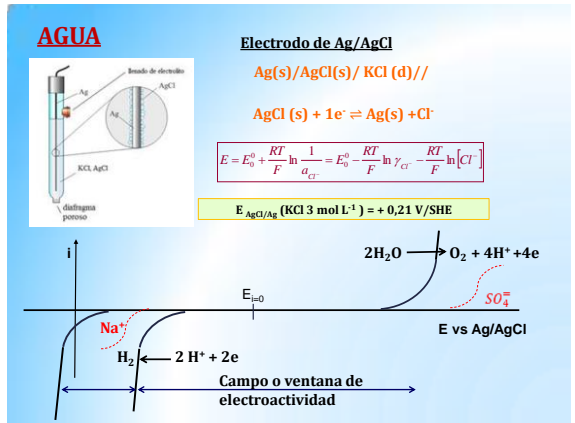 AGUA
Electrodo de Ag/AgCl
Ag(s)/AgCl(s)/ KCl (d)//
AgCl (s) + 1e⁻ ⇌ Ag(s) +Cl⁻
llenado de electrolito
AgCl
Ag
Ag
KCl, AgCl
diafragma
poroso
E = E₀⁰ + RT/F ln 1/a_Cl⁻ = E₀⁰ − RT/F ln γ_Cl⁻ − RT/F ln[Cl⁻]
E AgCl/Ag (KCl 3 mol L⁻¹ ) = + 0,21 V/SHE
i
2H₂O → O₂ + 4H⁺ +4e
E i=0
SO₄⁼
Na⁺
E vs Ag/AgCl
H₂ ← 2 H⁺ + 2e
Campo o ventana de
electroactividad